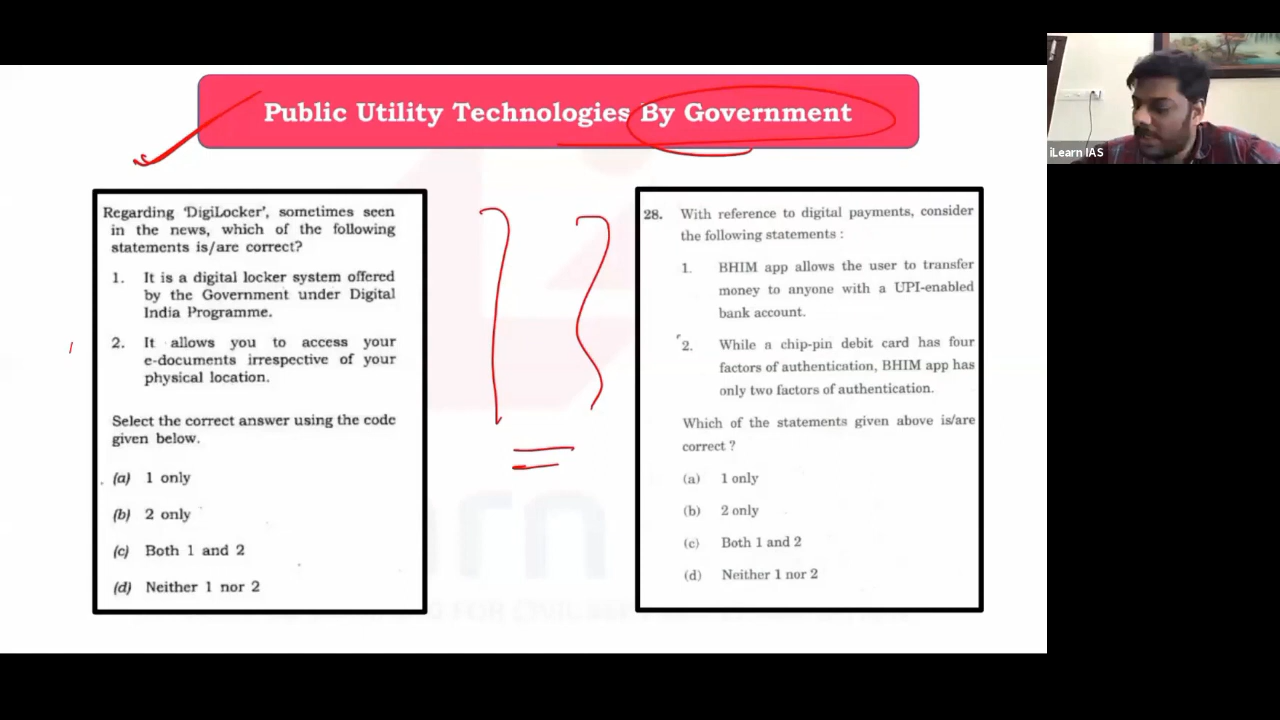 Public Utility Technologies By Government
iLearn IAS
Regarding 'DigiLocker', sometimes seen
in the news, which of the following
statements is/are correct?
1. It is a digital locker system offered
by the Government under Digital
India Programme.
2. It allows you to access your
e-documents irrespective of your
physical location.
Select the correct answer using the code
given below.
(a) 1 only
(b) 2 only
(c) Both 1 and 2
(d) Neither 1 nor 2
28. With reference to digital payments, consider
the following statements :
1. BHIM app allows the user to transfer
money to anyone with a UPI-enabled
bank account.
2. While a chip-pin debit card has four
factors of authentication, BHIM app has
only two factors of authentication.
Which of the statements given above is/are
correct ?
(a) 1 only
(b) 2 only
(c) Both 1 and 2
(d) Neither 1 nor 2